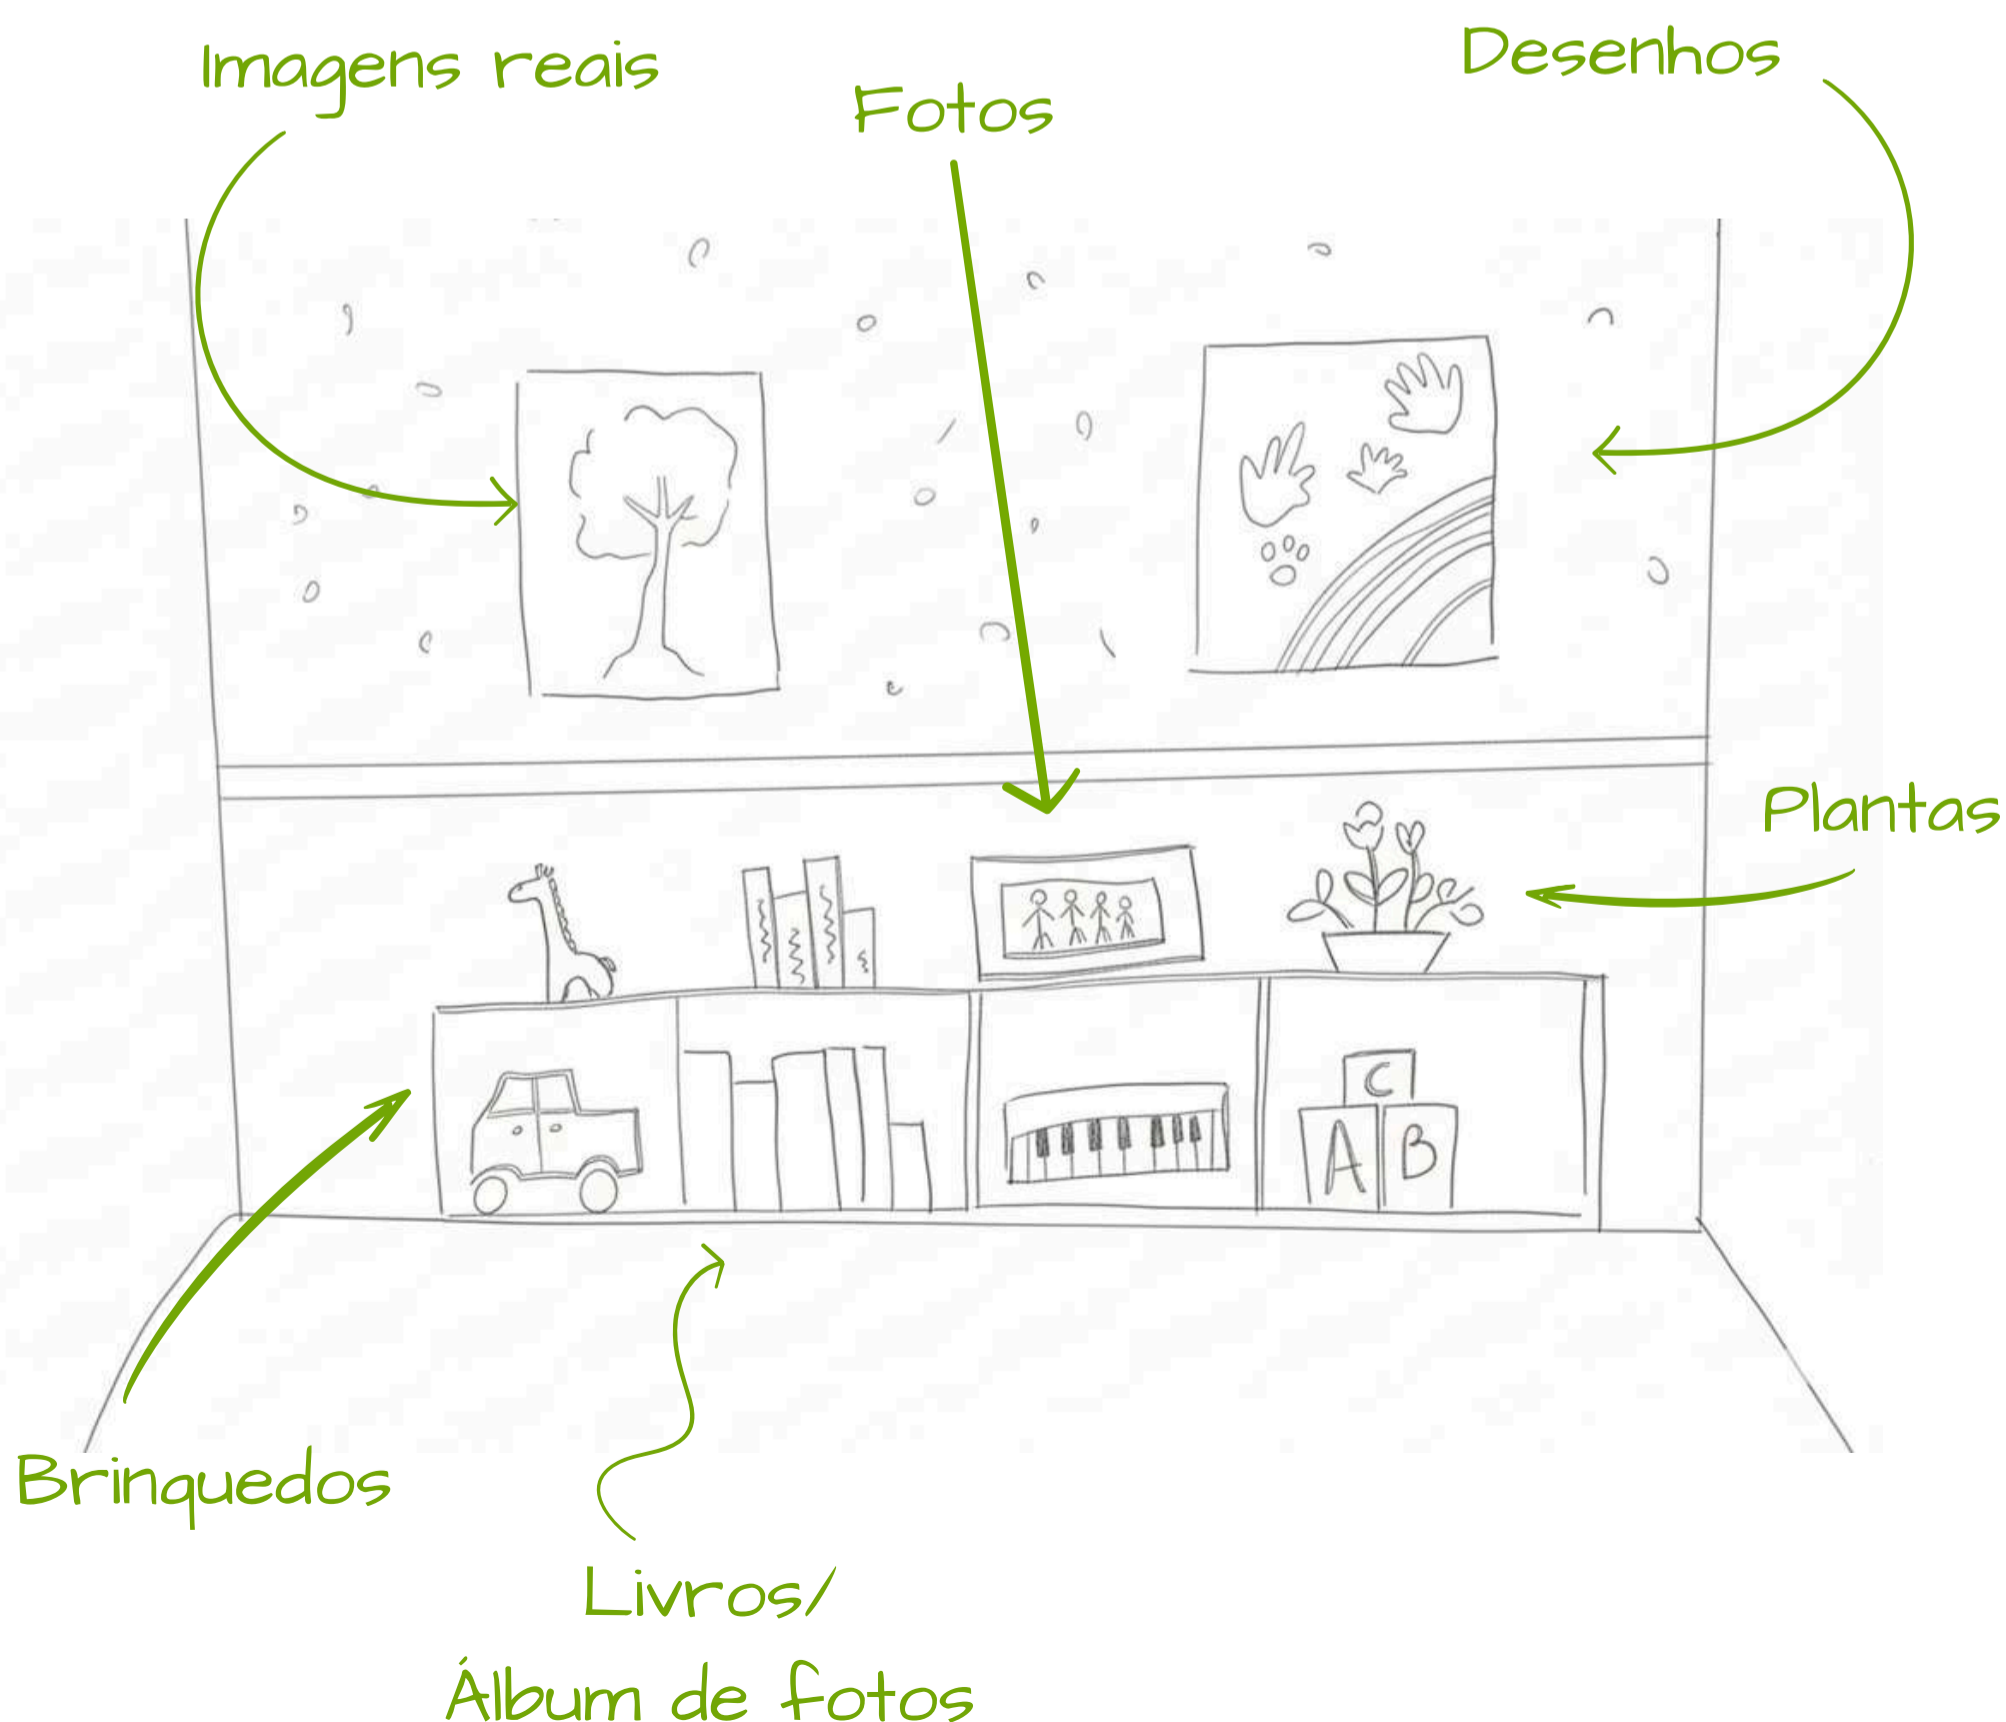 Imagens reais
Desenhos
Fotos
Plantas
C
A B
Brinquedos
Livros/
Álbum de fotos